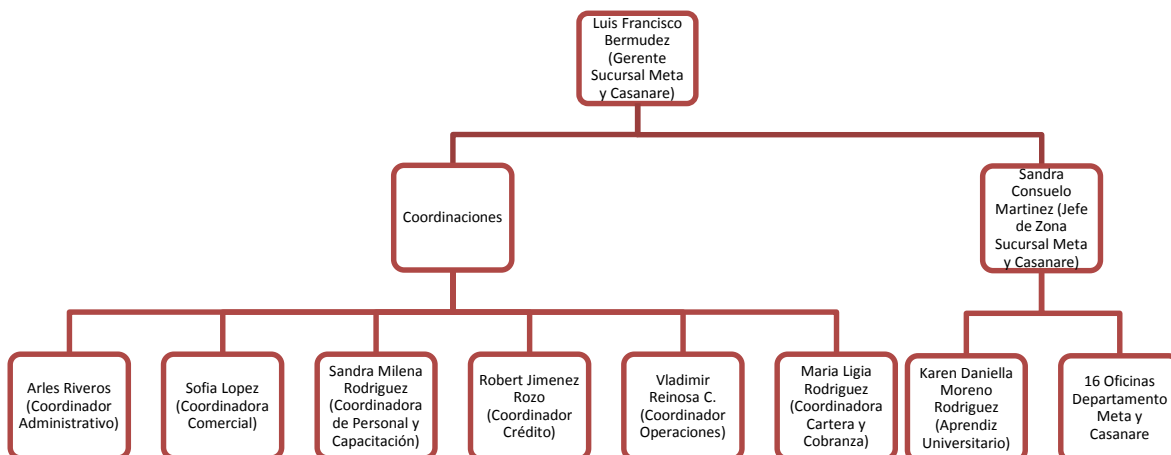 Luis Francisco
Bermudez
(Gerente
Sucursal Meta
y Casanare)
Coordinaciones
Sandra
Consuelo
Martinez (Jefe
de Zona
Sucursal Meta
y Casanare)
Arles Riveros
(Coordinador
Administrativo)
Sofia Lopez
(Coordinadora
Comercial)
Sandra Milena
Rodriguez
(Coordinadora
de Personal y
Capacitación)
Robert Jimenez
Rozo
(Coordinador
Crédito)
Vladimir
Reinosa C.
(Coordinador
Operaciones)
Maria Ligia
Rodriguez
(Coordinadora
Cartera y
Cobranza)
Karen Daniella
Moreno
Rodriguez
(Aprendiz
Universitario)
16 Oficinas
Departamento
Meta y
Casanare